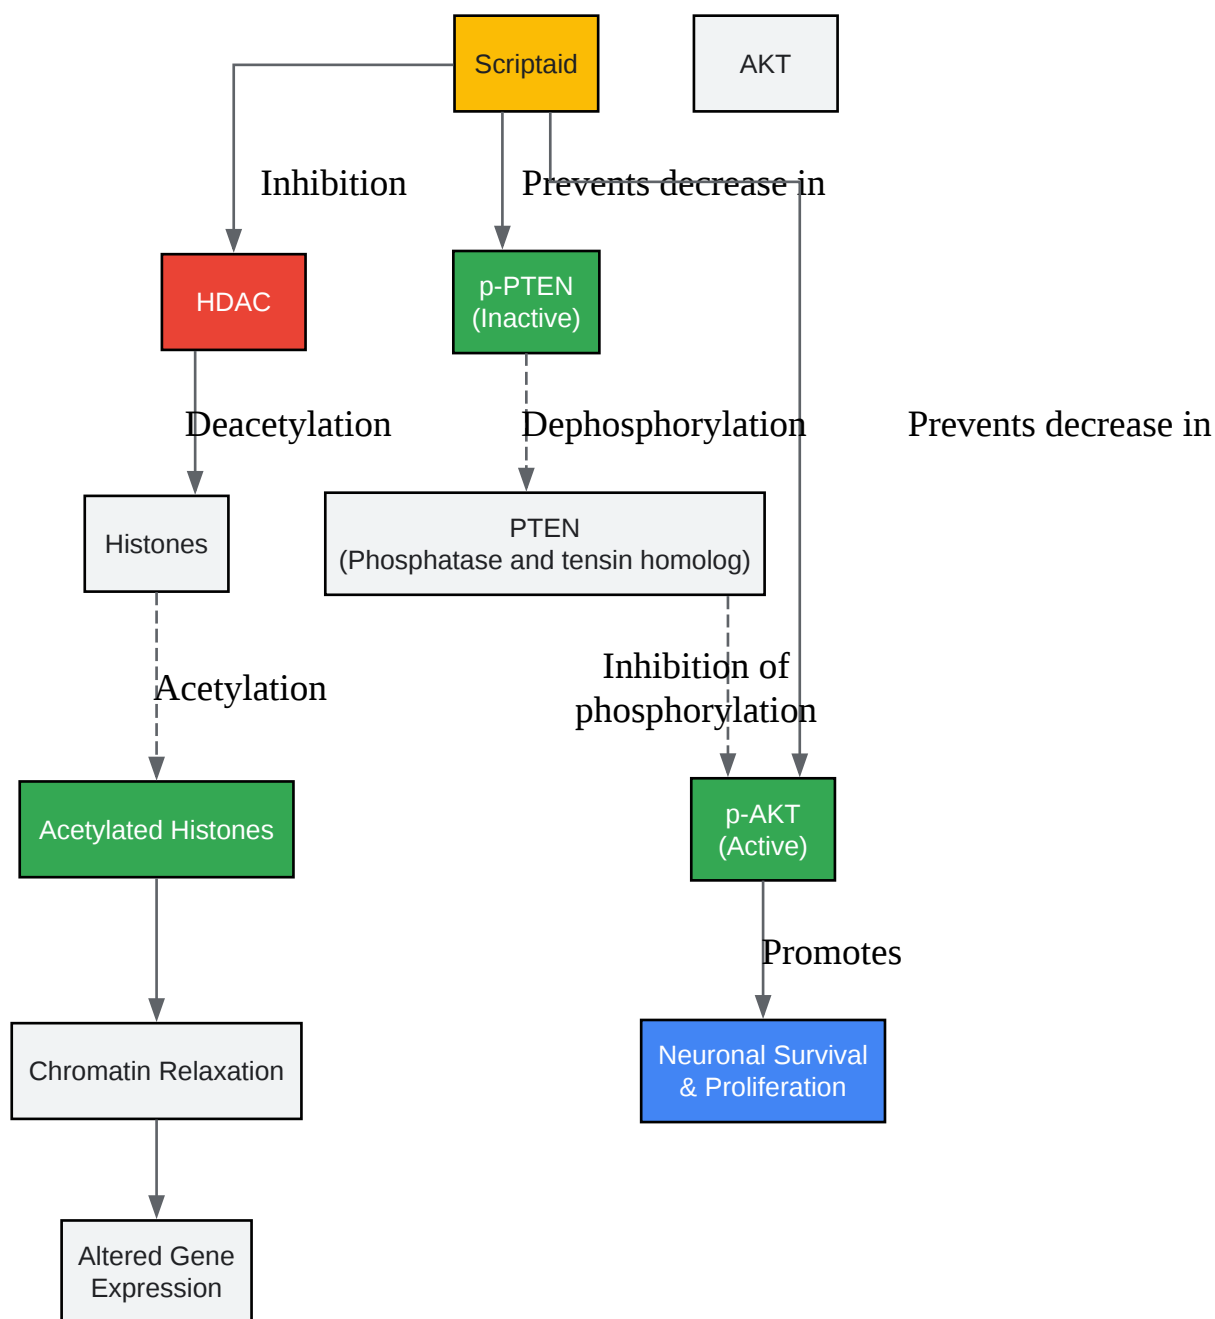 Scriptaid
AKT
Inhibition
Prevents decrease in
HDAC
p-PTEN
(Inactive)
Deacetylation
Dephosphorylation
Prevents decrease in
Histones
PTEN
(Phosphatase and tensin homolog)
Acetylation
Inhibition of
phosphorylation
Acetylated Histones
p-AKT
(Active)
Promotes
Chromatin Relaxation
Neuronal Survival
& Proliferation
Altered Gene
Expression